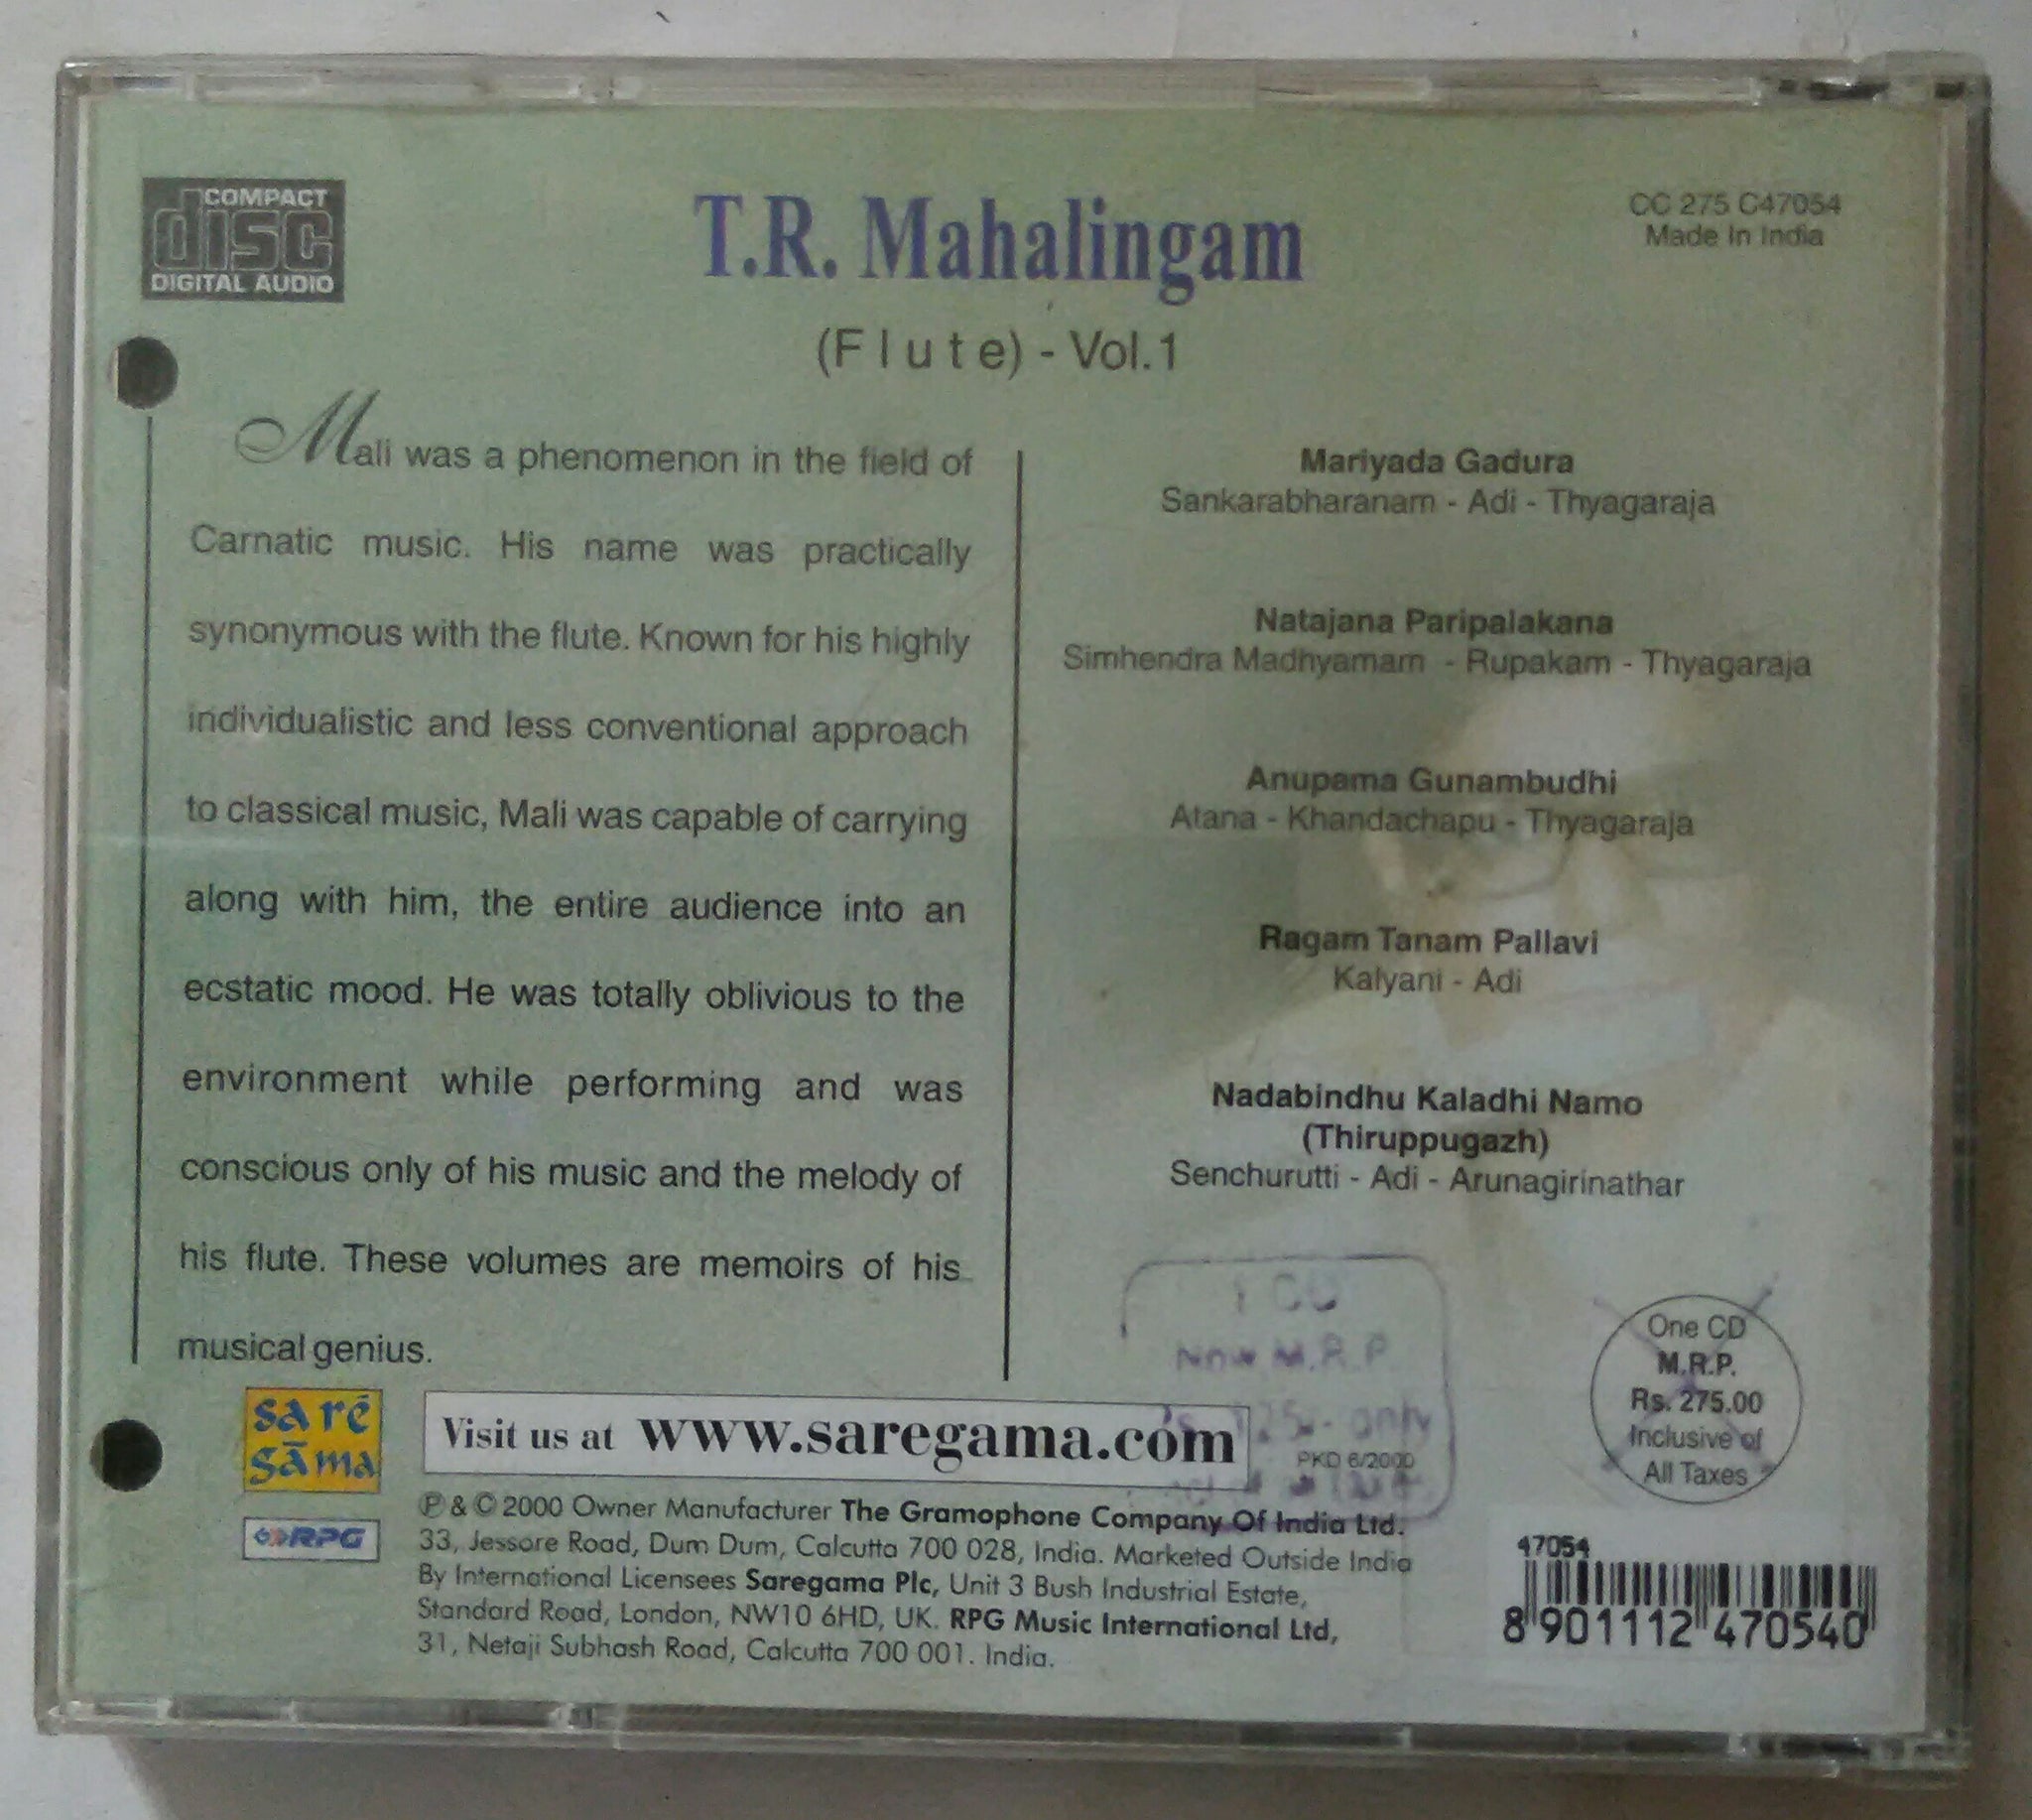 COMPACT
disc
DIGITAL AUDIO
T.R. Mahalingam
(Flute) - Vol.1
CC 275 C47054
Made In India
Mali was a phenomenon in the field of
Carnatic music. His name was practically
synonymous with the flute. Known for his highly
individualistic and less conventional approach
to classical music, Mali was capable of carrying
along with him, the entire audience into an
ecstatic mood. He was totally oblivious to the
environment while performing and was
conscious only of his music and the melody of
his flute. These volumes are memoirs of his
musical genius.
Mariyada Gadura
Sankarabharanam - Adi - Thyagaraja
Natajana Paripalakana
Simhendra Madhyamam - Rupakam - Thyagaraja
Anupama Gunambudhi
Atana - Khandachapu - Thyagaraja
Ragam Tanam Pallavi
Kalyani - Adi
Nadabindhu Kaladhi Namo
(Thiruppugazh)
Senchurutti - Adi - Arunagirinathar
1 CD
Now M.R.P
only
PKD 6/2000
One CD
M.R.P.
Rs. 275.00
Inclusive of
All Taxes
sa rē
gāma
RPG
Visit us at www.saregama.com
℗ & © 2000 Owner Manufacturer The Gramophone Company Of India Ltd.
33, Jessore Road, Dum Dum, Calcutta 700 028, India. Marketed Outside India
By International Licensees Saregama Plc, Unit 3 Bush Industrial Estate,
Standard Road, London, NW10 6HD, UK. RPG Music International Ltd,
31, Netaji Subhash Road, Calcutta 700 001. India.
47054
8 901112 470540